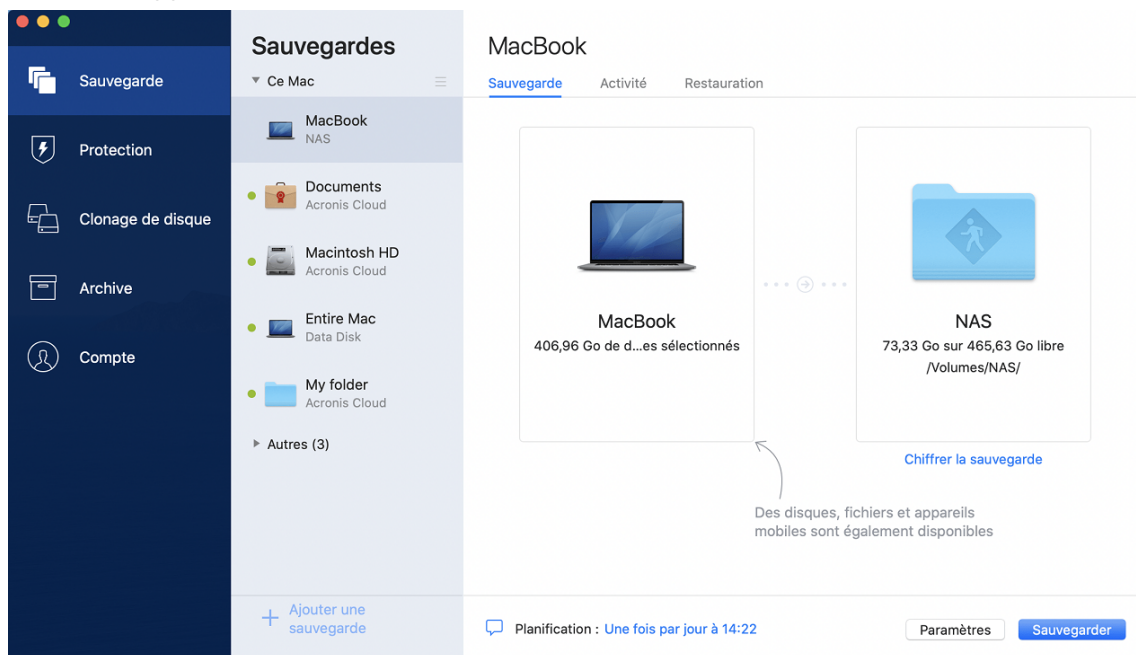 Sauvegarde
Protection
Clonage de disque
Archive
Compte
Sauvegardes
Ce Mac
MacBook
NAS
Documents
Acronis Cloud
Macintosh HD
Acronis Cloud
Entire Mac
Data Disk
My folder
Acronis Cloud
Autres (3)
Ajouter une
sauvegarde
MacBook
Sauvegarde Activité Restauration
MacBook
406,96 Go de d...es sélectionnés
NAS
73,33 Go sur 465,63 Go libre
/Volumes/NAS/
Chiffrer la sauvegarde
Des disques, fichiers et appareils
mobiles sont également disponibles
Planification : Une fois par jour à 14:22
Paramètres
Sauvegarder